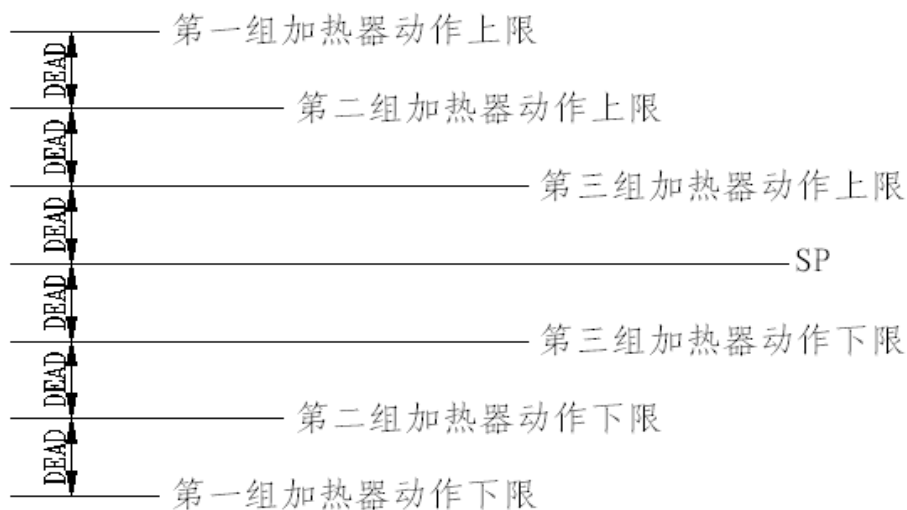 第一组加热器动作上限
DEAD
第二组加热器动作上限
DEAD
第三组加热器动作上限
DEAD
SP
DEAD
第三组加热器动作下限
DEAD
第二组加热器动作下限
DEAD
第一组加热器动作下限